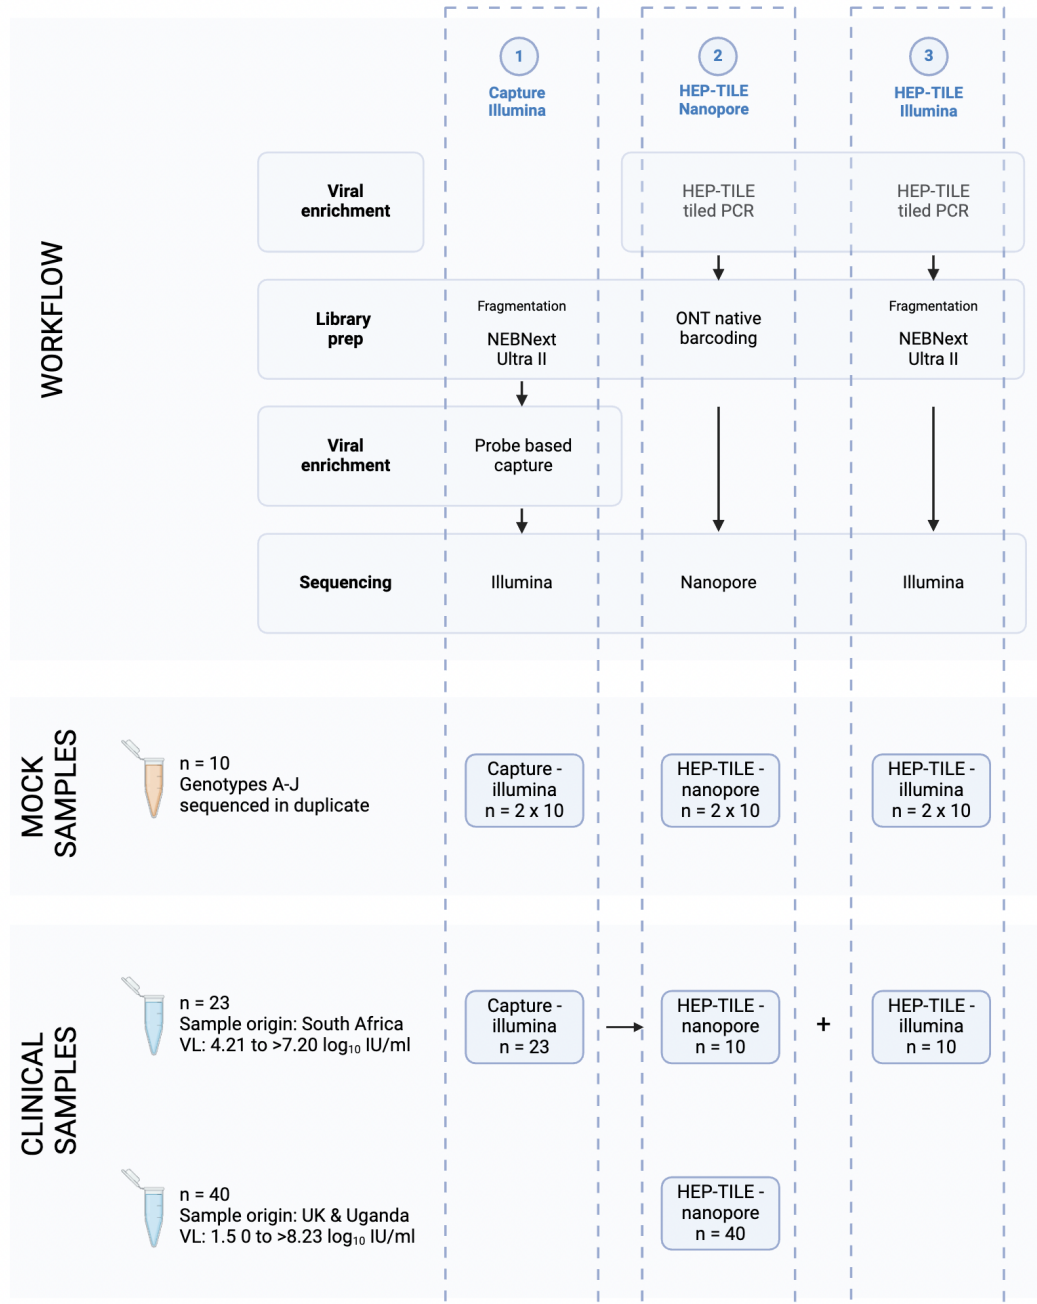 1
Capture
Illumina
2
HEP-TILE
Nanopore
3
HEP-TILE
Illumina
WORKFLOW
Viral
enrichment
HEP-TILE
tiled PCR
HEP-TILE
tiled PCR
Library
prep
Fragmentation
NEBNext
Ultra II
ONT native
barcoding
Fragmentation
NEBNext
Ultra II
Viral
enrichment
Probe based
capture
Sequencing
Illumina
Nanopore
Illumina
MOCK
SAMPLES
n = 10
Genotypes A-J
sequenced in duplicate
Capture -
illumina
n = 2 x 10
HEP-TILE -
nanopore
n = 2 x 10
HEP-TILE -
illumina
n = 2 x 10
CLINICAL
SAMPLES
n = 23
Sample origin: South Africa
VL: 4.21 to >7.20 log₁₀ IU/ml
Capture -
illumina
n = 23
HEP-TILE -
nanopore
n = 10
+
HEP-TILE -
illumina
n = 10
n = 40
Sample origin: UK & Uganda
VL: 1.5 0 to >8.23 log₁₀ IU/ml
HEP-TILE -
nanopore
n = 40